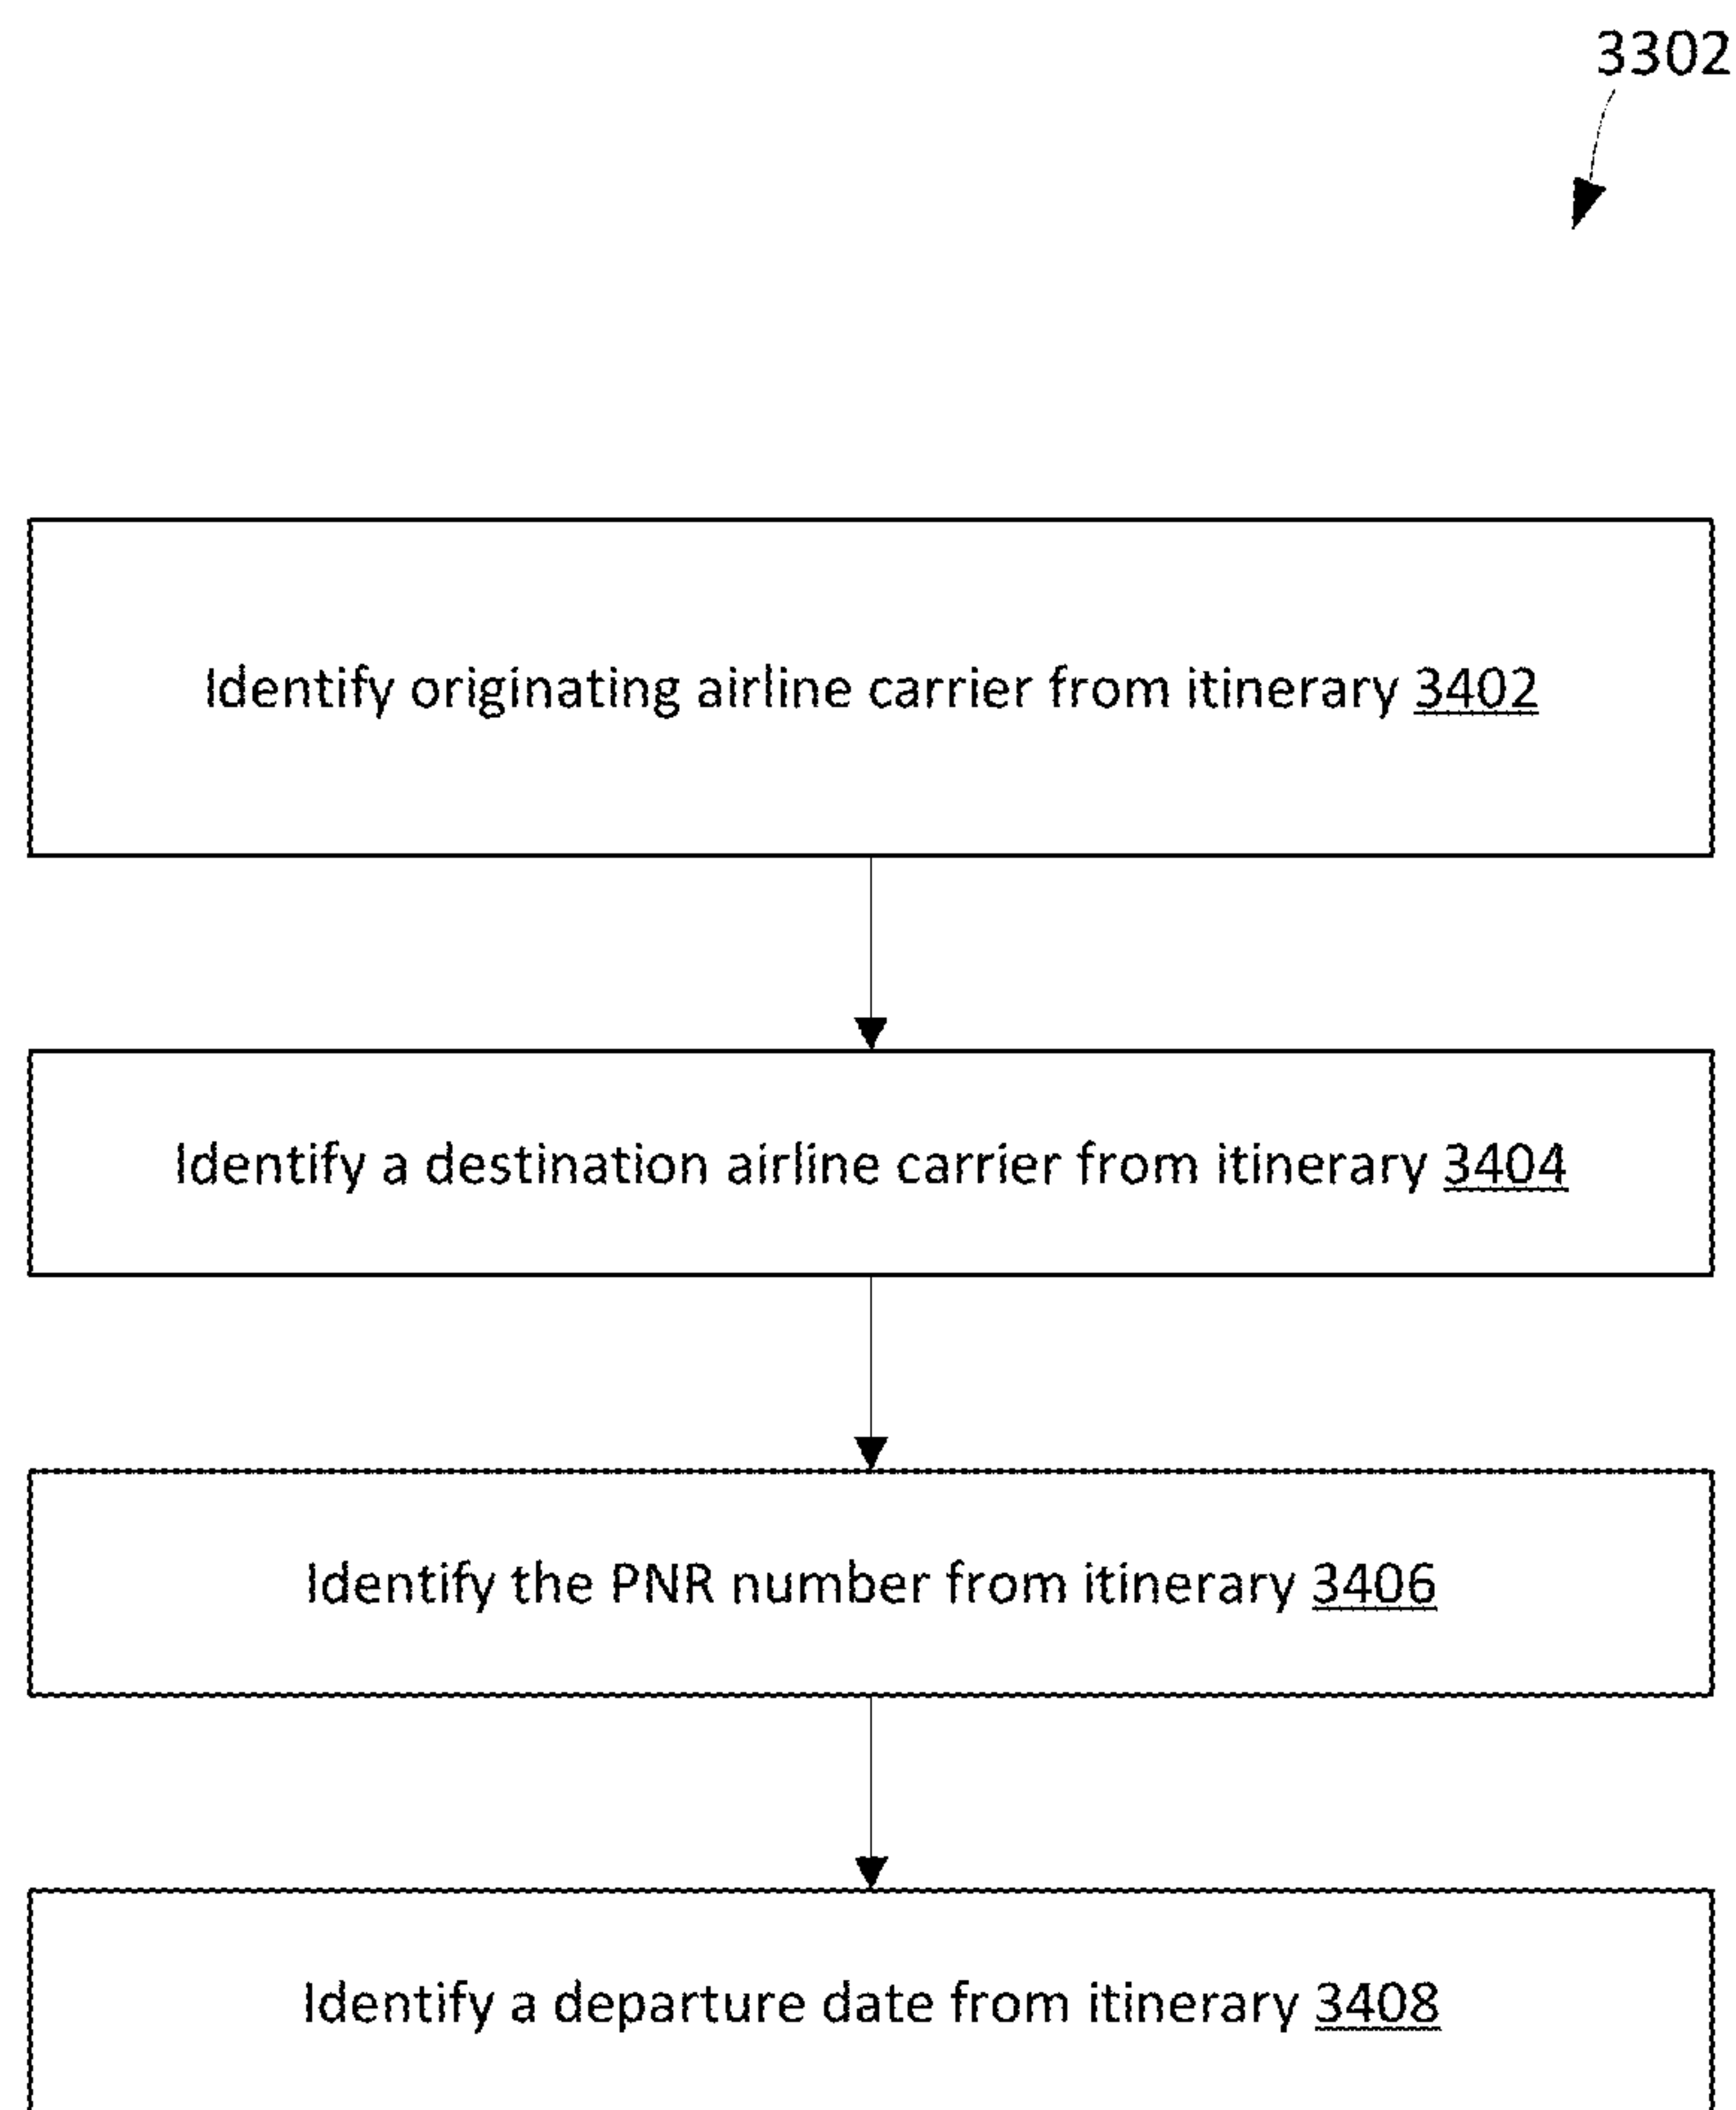 3302
Identify originating airline carrier from itinerary 3402
Identify a destination airline carrier from itinerary 3404
Identify the PNR number from itinerary 3406
Identify a departure date from itinerary 3408